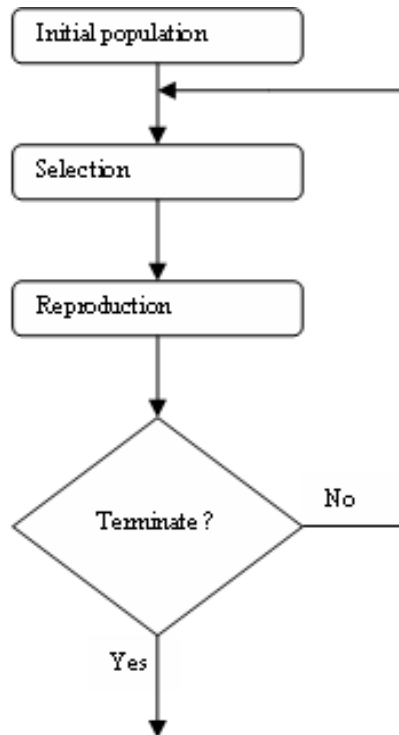 Initial population
Selection
Reproduction
Terminate ?
No
Yes